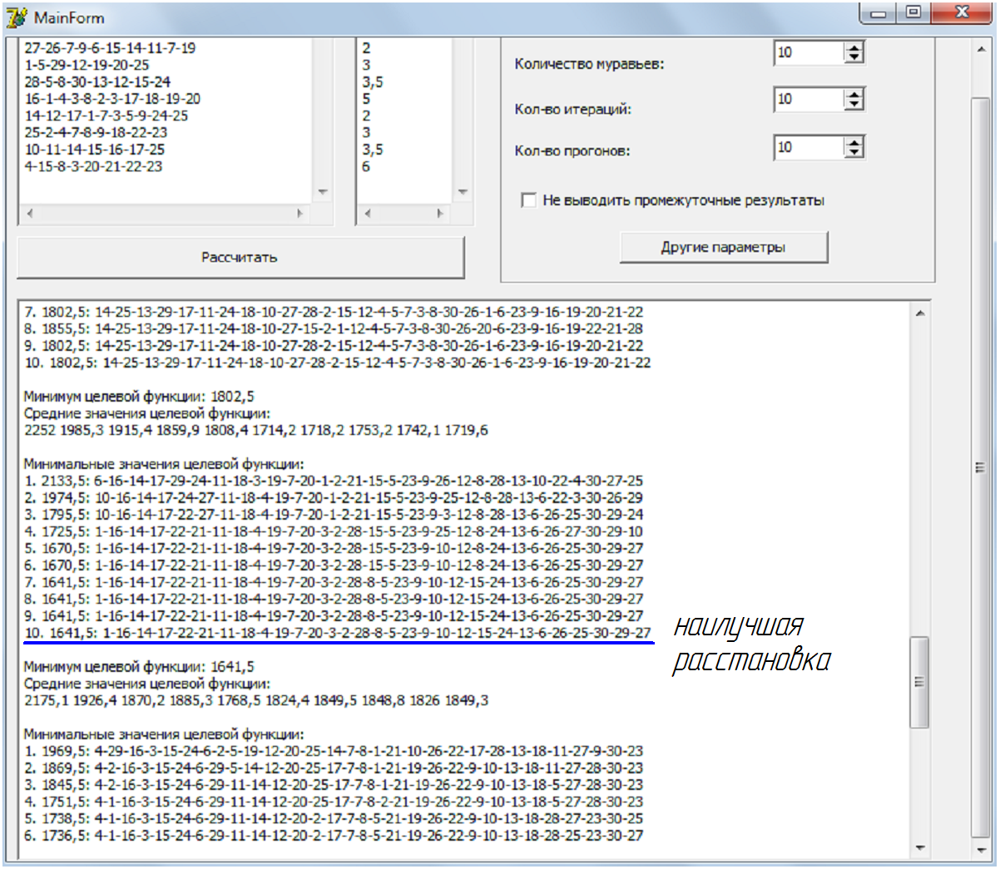 MainForm
27-26-7-9-6-15-14-11-7-19
1-5-29-12-19-20-25
28-5-8-30-13-12-15-24
16-1-4-3-8-2-3-17-18-19-20
14-12-17-1-7-3-5-9-24-25
25-2-4-7-8-9-18-22-23
10-11-14-15-16-17-25
4-15-8-3-20-21-22-23
2
3
3,5
5
2
3
3,5
6
Количество муравьев:
10
Кол-во итераций:
10
Кол-во прогонов:
10
Не выводить промежуточные результаты
Другие параметры
Рассчитать
7. 1802,5: 14-25-13-29-17-11-24-18-10-27-28-2-15-12-4-5-7-3-8-30-26-1-6-23-9-16-19-20-21-22
8. 1855,5: 14-25-13-29-17-11-24-18-10-27-15-2-1-12-4-5-7-3-8-30-26-20-6-23-9-16-19-22-21-28
9. 1802,5: 14-25-13-29-17-11-24-18-10-27-28-2-15-12-4-5-7-3-8-30-26-1-6-23-9-16-19-20-21-22
10. 1802,5: 14-25-13-29-17-11-24-18-10-27-28-2-15-12-4-5-7-3-8-30-26-1-6-23-9-16-19-20-21-22
Минимум целевой функции: 1802,5
Средние значения целевой функции:
2252 1985,3 1915,4 1859,9 1808,4 1714,2 1718,2 1753,2 1742,1 1719,6
Минимальные значения целевой функции:
1. 2133,5: 6-16-14-17-29-24-11-18-3-19-7-20-1-2-21-15-5-23-9-26-12-8-28-13-10-22-4-30-27-25
2. 1974,5: 10-16-14-17-24-27-11-18-4-19-7-20-1-2-21-15-5-23-9-25-12-8-28-13-6-22-3-30-26-29
3. 1795,5: 10-16-14-17-22-27-11-18-4-19-7-20-1-2-21-15-5-23-9-3-12-8-28-13-6-26-25-30-29-24
4. 1725,5: 1-16-14-17-22-21-11-18-4-19-7-20-3-2-28-15-5-23-9-25-12-8-24-13-6-26-27-30-29-10
5. 1670,5: 1-16-14-17-22-21-11-18-4-19-7-20-3-2-28-15-5-23-9-10-12-8-24-13-6-26-25-30-29-27
6. 1670,5: 1-16-14-17-22-21-11-18-4-19-7-20-3-2-28-15-5-23-9-10-12-8-24-13-6-26-25-30-29-27
7. 1641,5: 1-16-14-17-22-21-11-18-4-19-7-20-3-2-28-8-5-23-9-10-12-15-24-13-6-26-25-30-29-27
8. 1641,5: 1-16-14-17-22-21-11-18-4-19-7-20-3-2-28-8-5-23-9-10-12-15-24-13-6-26-25-30-29-27
9. 1641,5: 1-16-14-17-22-21-11-18-4-19-7-20-3-2-28-8-5-23-9-10-12-15-24-13-6-26-25-30-29-27
10. 1641,5: 1-16-14-17-22-21-11-18-4-19-7-20-3-2-28-8-5-23-9-10-12-15-24-13-6-26-25-30-29-27
наилучшая
расстановка
Минимум целевой функции: 1641,5
Средние значения целевой функции:
2175,1 1926,4 1870,2 1885,3 1768,5 1824,4 1849,5 1848,8 1826 1849,3
Минимальные значения целевой функции:
1. 1969,5: 4-29-16-3-15-24-6-2-5-19-12-20-25-14-7-8-1-21-10-26-22-17-28-13-18-11-27-9-30-23
2. 1869,5: 4-2-16-3-15-24-6-29-5-14-12-20-25-17-7-8-1-21-19-26-22-9-10-13-18-11-27-28-30-23
3. 1845,5: 4-2-16-3-15-24-6-29-11-14-12-20-25-17-7-8-1-21-19-26-22-9-10-13-18-5-27-28-30-23
4. 1751,5: 4-1-16-3-15-24-6-29-11-14-12-20-25-17-7-8-2-21-19-26-22-9-10-13-18-5-27-28-30-23
5. 1738,5: 4-1-16-3-15-24-6-29-11-14-12-20-2-17-7-8-5-21-19-26-22-9-10-13-18-28-27-23-30-25
6. 1736,5: 4-1-16-3-15-24-6-29-11-14-12-20-2-17-7-8-5-21-19-26-22-9-10-13-18-28-25-23-30-27